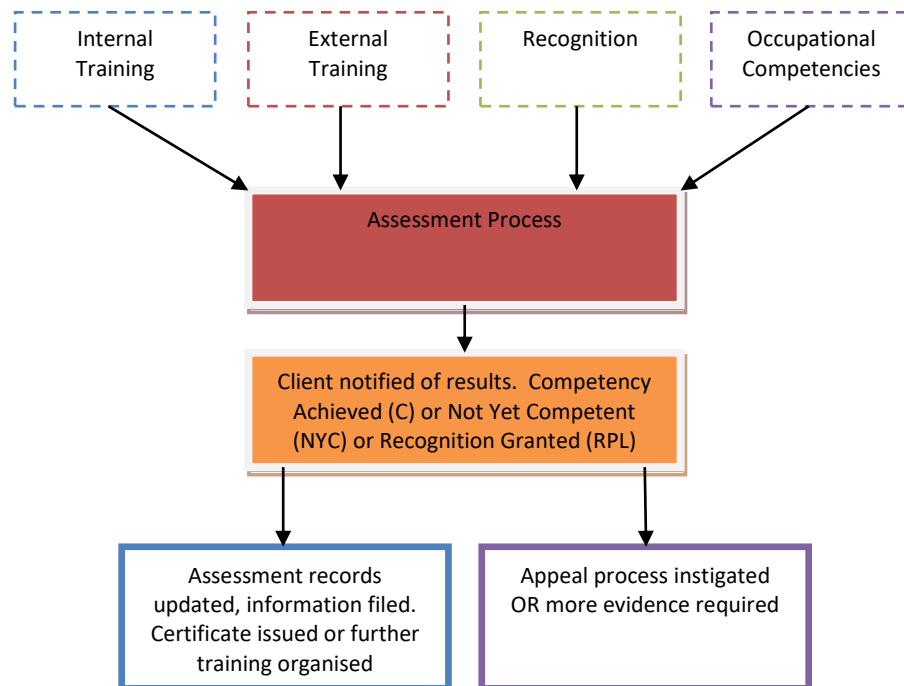 Internal
Training
External
Training
Recognition
Occupational
Competencies
Assessment Process
Client notified of results.  Competency
Achieved (C) or Not Yet Competent
(NYC) or Recognition Granted (RPL)
Assessment records
updated, information filed.
Certificate issued or further
training organised
Appeal process instigated
OR more evidence required